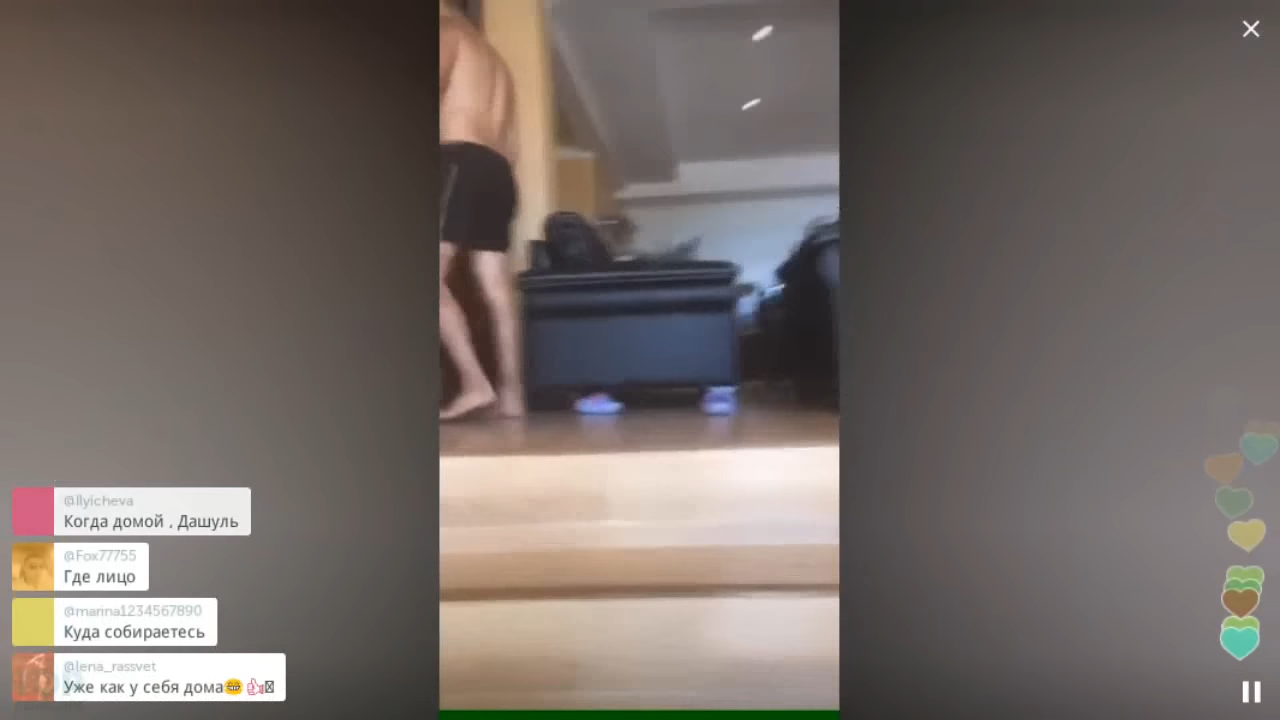 @Ilyicheva
Когда домой , Дашуль
@Fox77755
Где лицо
@marina1234567890
Куда собираетесь
@lena_rassvet
Уже как у себя дома😁 👍🏻